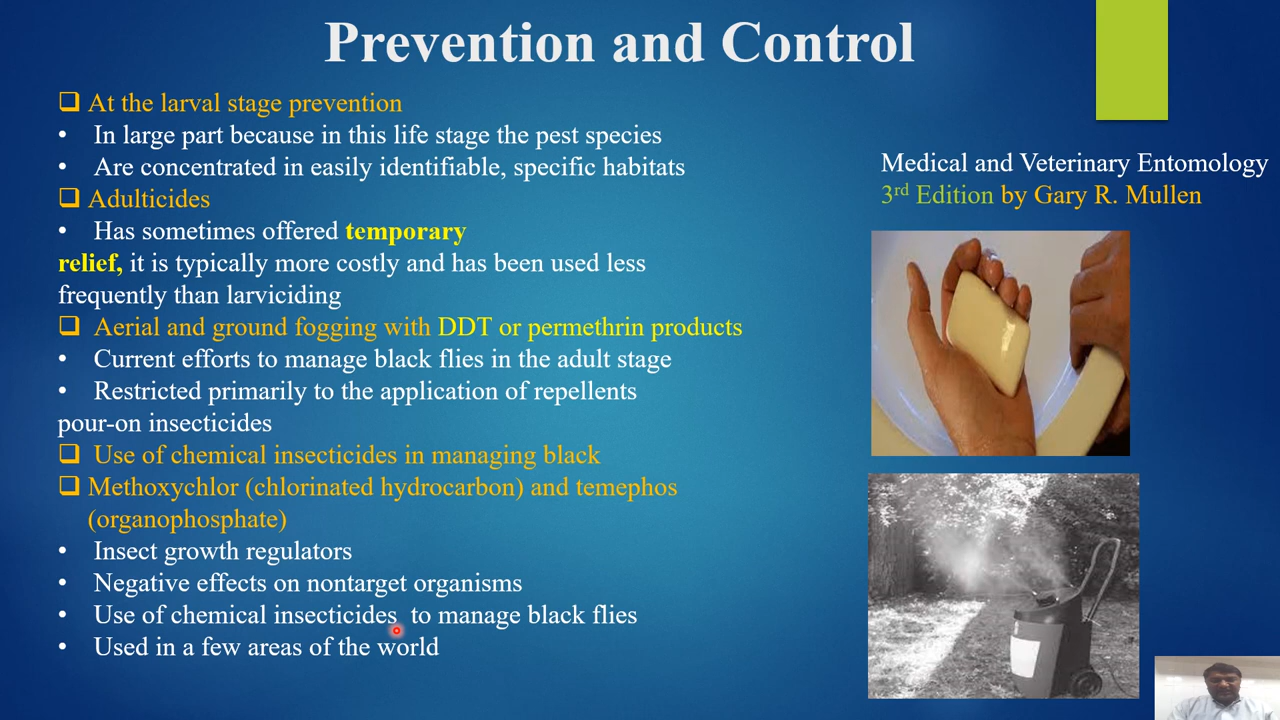 Prevention and Control
❑ At the larval stage prevention
• In large part because in this life stage the pest species
• Are concentrated in easily identifiable, specific habitats
❑ Adulticides
• Has sometimes offered temporary
relief, it is typically more costly and has been used less
frequently than larviciding
❑ Aerial and ground fogging with DDT or permethrin products
• Current efforts to manage black flies in the adult stage
• Restricted primarily to the application of repellents
pour-on insecticides
❑ Use of chemical insecticides in managing black
❑ Methoxychlor (chlorinated hydrocarbon) and temephos
(organophosphate)
• Insect growth regulators
• Negative effects on nontarget organisms
• Use of chemical insecticides to manage black flies
• Used in a few areas of the world
Medical and Veterinary Entomology
3rd Edition by Gary R. Mullen